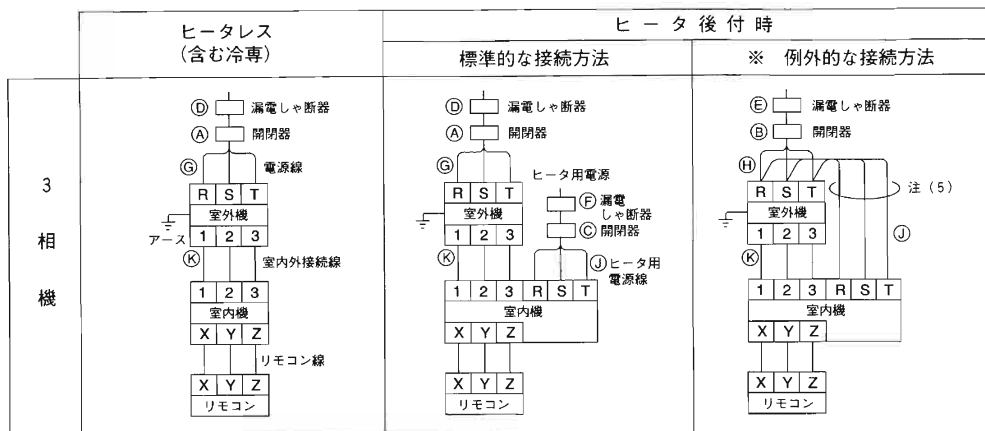 ヒータレス
(含む冷専)
ヒータ後付時
標準的な接続方法
※ 例外的な接続方法
3相機
Ⓓ 漏電しゃ断器
Ⓐ 開閉器
Ⓖ 電源線
R S T
室外機
アース
1 2 3
Ⓚ 室内外接続線
1 2 3
室内機
X Y Z
リモコン線
X Y Z
リモコン
Ⓓ 漏電しゃ断器
Ⓐ 開閉器
Ⓖ
R S T
室外機
1 2 3
Ⓚ
ヒータ用電源
Ⓕ 漏電
しゃ断器
Ⓒ 開閉器
Ⓙ ヒータ用
電源線
1 2 3 R S T
室内機
X Y Z
X Y Z
リモコン
Ⓔ 漏電しゃ断器
Ⓑ 開閉器
Ⓗ
R S T
注(5)
室外機
1 2 3
Ⓙ
Ⓚ
1 2 3 R S T
室内機
X Y Z
X Y Z
リモコン